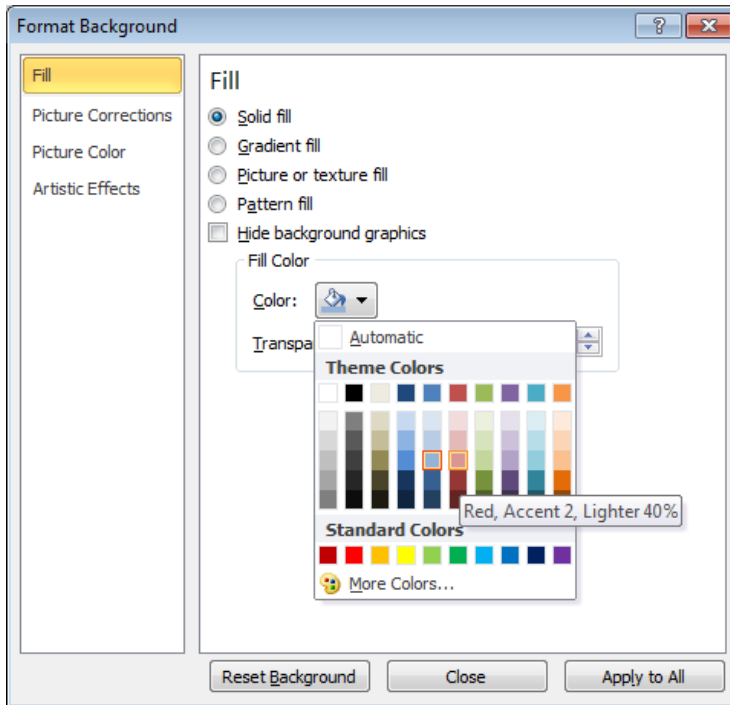 Format Background
Fill
Picture Corrections
Picture Color
Artistic Effects
Fill
Solid fill
Gradient fill
Picture or texture fill
Pattern fill
Hide background graphics
Fill Color
Color:
Transpa
Automatic
Theme Colors
Red, Accent 2, Lighter 40%
Standard Colors
More Colors...
Reset Background Close Apply to All